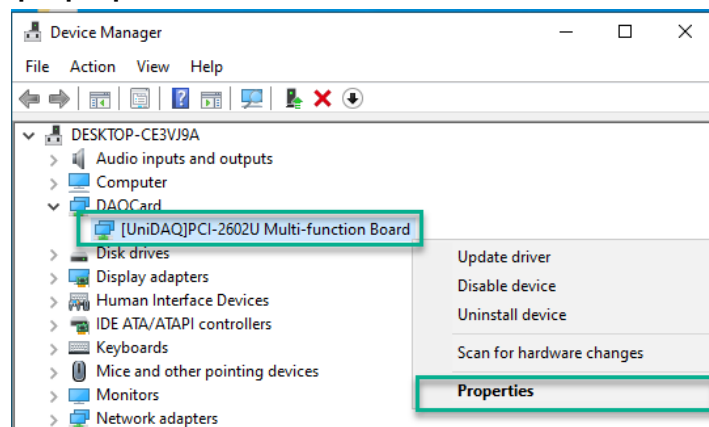 Device Manager
File Action View Help
DESKTOP-CE3VJ9A
Audio inputs and outputs
Computer
DAQCard
[UniDAQ]PCI-2602U Multi-function Board
Disk drives
Display adapters
Human Interface Devices
IDE ATA/ATAPI controllers
Keyboards
Mice and other pointing devices
Monitors
Network adapters
Update driver
Disable device
Uninstall device
Scan for hardware changes
Properties